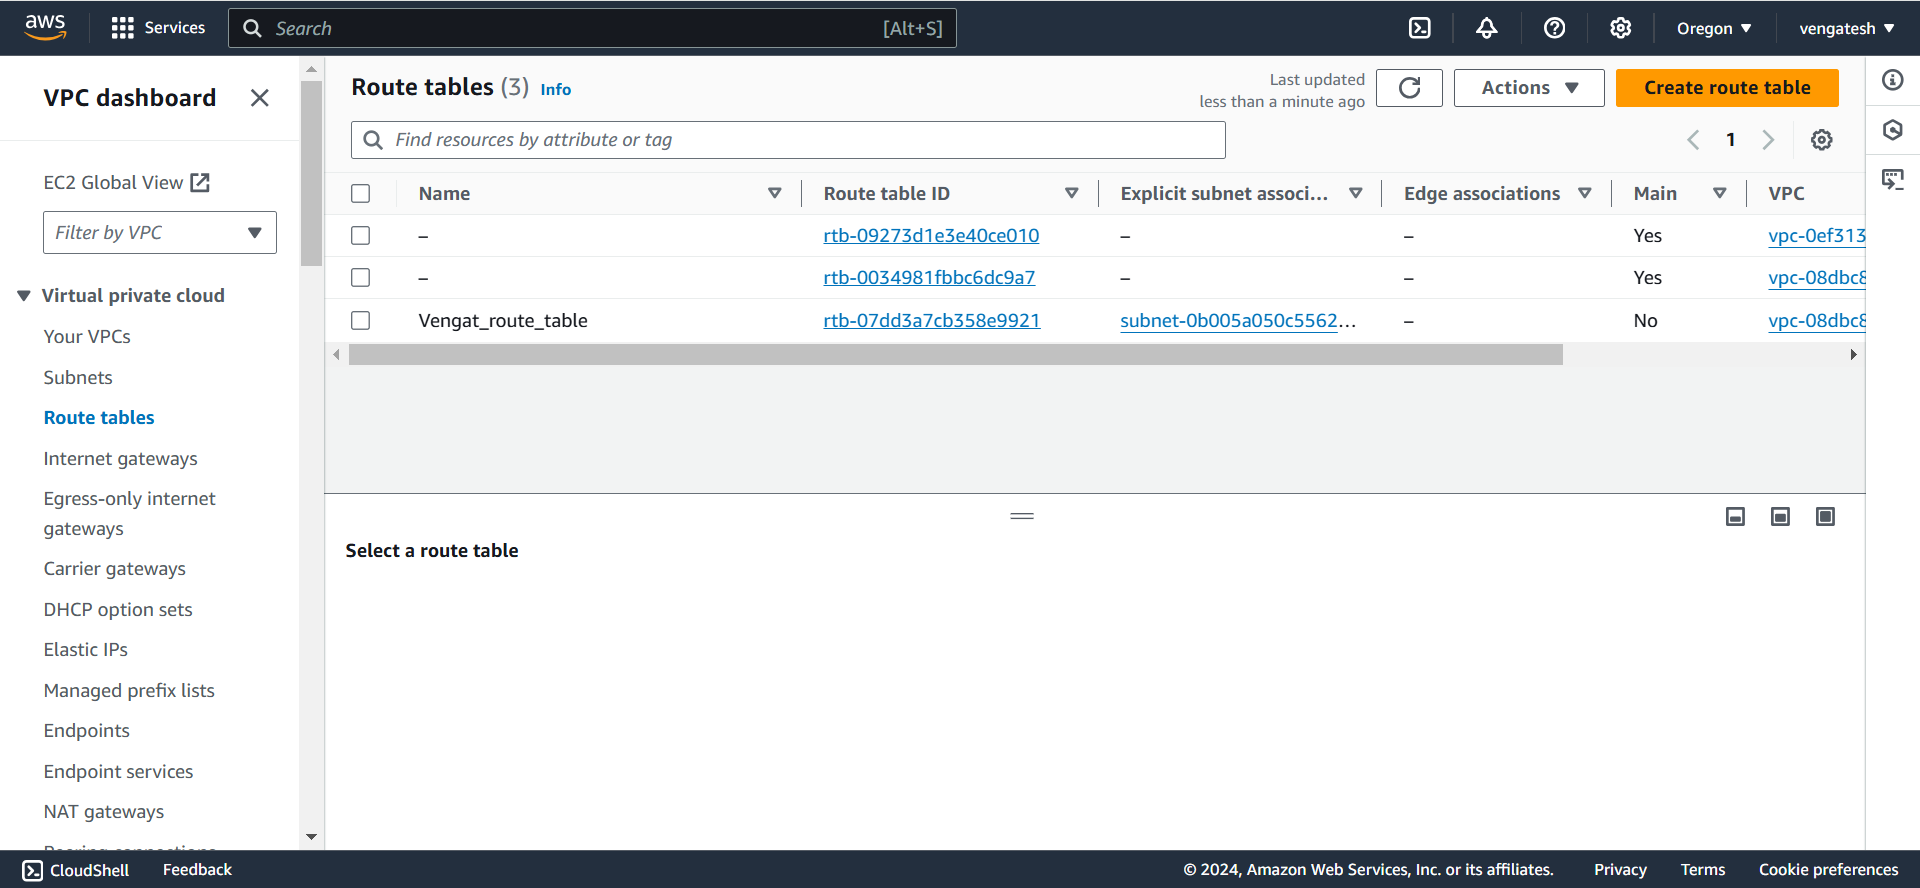 aws
Services
Search
[Alt+S]
Oregon
vengatesh
VPC dashboard
EC2 Global View
Filter by VPC
Virtual private cloud
Your VPCs
Subnets
Route tables
Internet gateways
Egress-only internet
gateways
Carrier gateways
DHCP option sets
Elastic IPs
Managed prefix lists
Endpoints
Endpoint services
NAT gateways
Route tables (3) Info
Last updated
less than a minute ago
Actions
Create route table
Find resources by attribute or tag
1
Name Route table ID Explicit subnet associ... Edge associations Main VPC
– rtb-09273d1e3e40ce010 – – Yes vpc-0ef313
– rtb-0034981fbbc6dc9a7 – – Yes vpc-08dbc8
Vengat_route_table rtb-07dd3a7cb358e9921 subnet-0b005a050c5562... – No vpc-08dbc8
Select a route table
CloudShell Feedback © 2024, Amazon Web Services, Inc. or its affiliates. Privacy Terms Cookie preferences